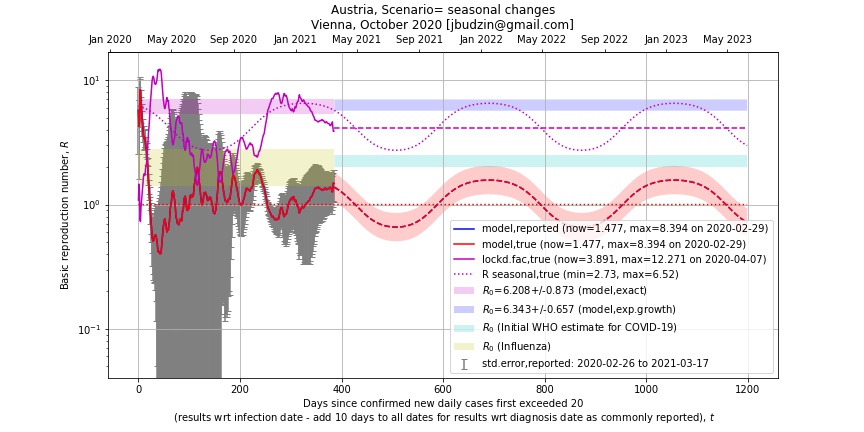 Austria, Scenario= seasonal changes
Vienna, October 2020 [jbudzin@gmail.com]
Jan 2020 May 2020 Sep 2020 Jan 2021 May 2021 Sep 2021 Jan 2022 May 2022 Sep 2022 Jan 2023 May 2023
Basic reproduction number, R
10¹
10⁰
10⁻¹
model,reported (now=1.477, max=8.394 on 2020-02-29)
model,true (now=1.477, max=8.394 on 2020-02-29)
lockd.fac,true (now=3.891, max=12.271 on 2020-04-07)
R seasonal,true (min=2.73, max=6.52)
R₀=6.208+/-0.873 (model,exact)
R₀=6.343+/-0.657 (model,exp.growth)
R₀ (Initial WHO estimate for COVID-19)
R₀ (Influenza)
std.error,reported: 2020-02-26 to 2021-03-17
0 200 400 600 800 1000 1200
Days since confirmed new daily cases first exceeded 20
(results wrt infection date - add 10 days to all dates for results wrt diagnosis date as commonly reported), t